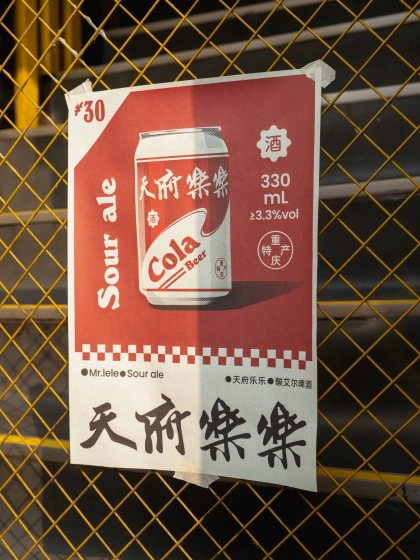 #30
Sour ale
天府樂樂
酒
Cola
Beer
酒
330
mL
≥3.3%vol
重
特 产
庆
●Mr.lele●Sour ale
●天府乐乐●酸艾尔啤酒
天府樂樂